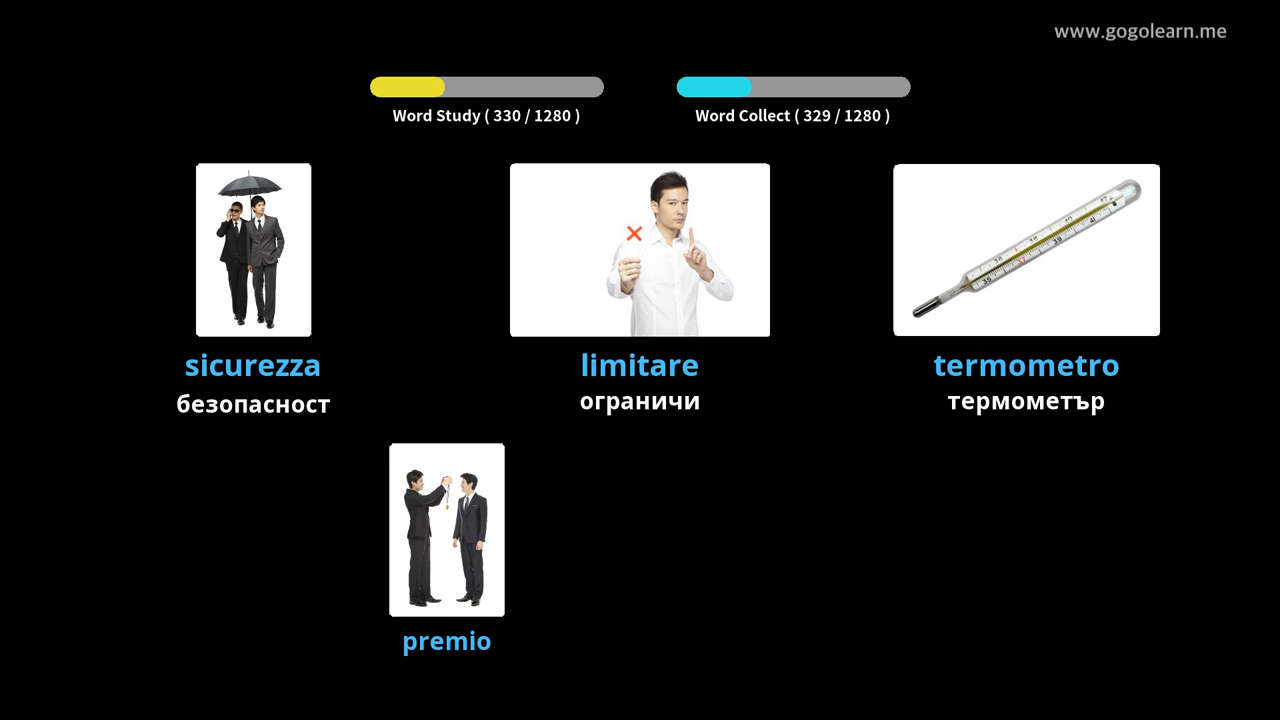 www.gogolearn.me
Word Study ( 330 / 1280 )
Word Collect ( 329 / 1280 )
sicurezza
безопасност
limitare
ограничи
termometro
термометър
premio